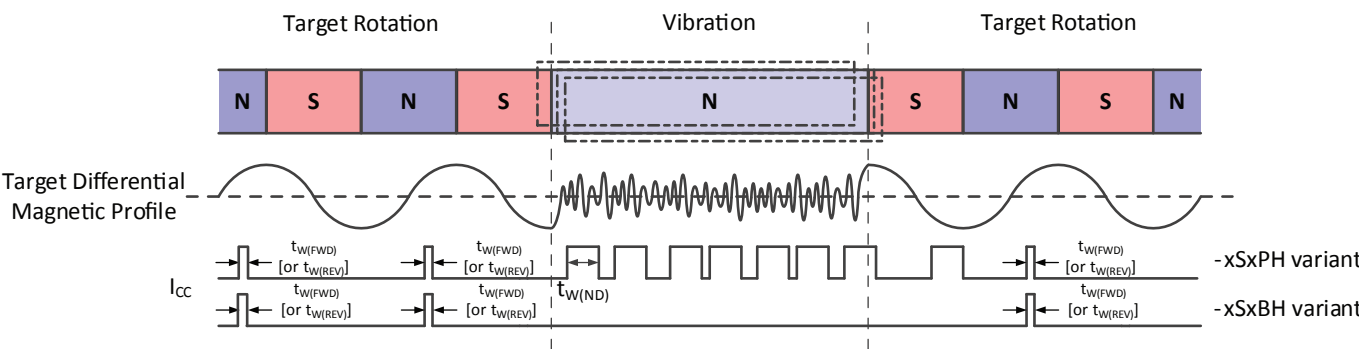 Target Rotation
Vibration
Target Rotation
N S N S N S N S N
Target Differential
Magnetic Profile
tW(FWD)
[or tW(REV)]
tW(FWD)
[or tW(REV)]
tW(FWD)
[or tW(REV)]
-xSxPH variant
ICC
tW(ND)
tW(FWD)
[or tW(REV)]
tW(FWD)
[or tW(REV)]
tW(FWD)
[or tW(REV)]
-xSxBH variant